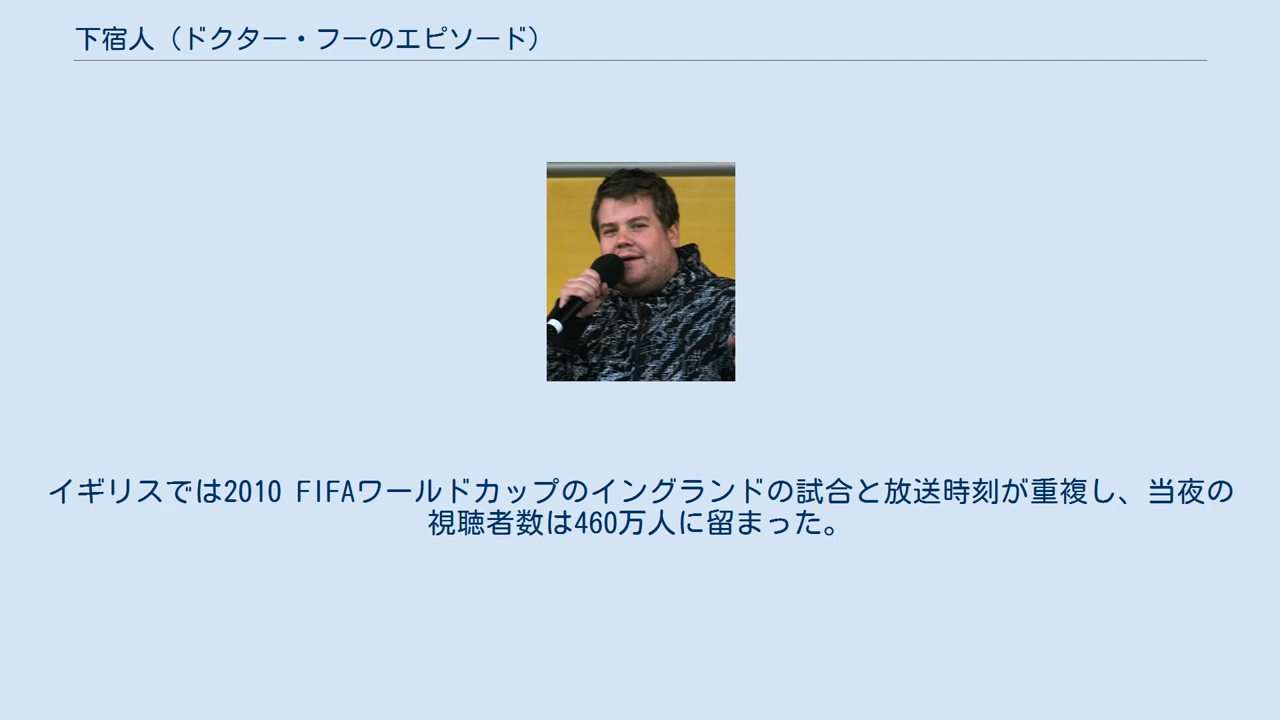 下宿人（ドクター・フーのエピソード）
イギリスでは2010 FIFAワールドカップのイングランドの試合と放送時刻が重複し、当夜の
視聴者数は460万人に留まった。